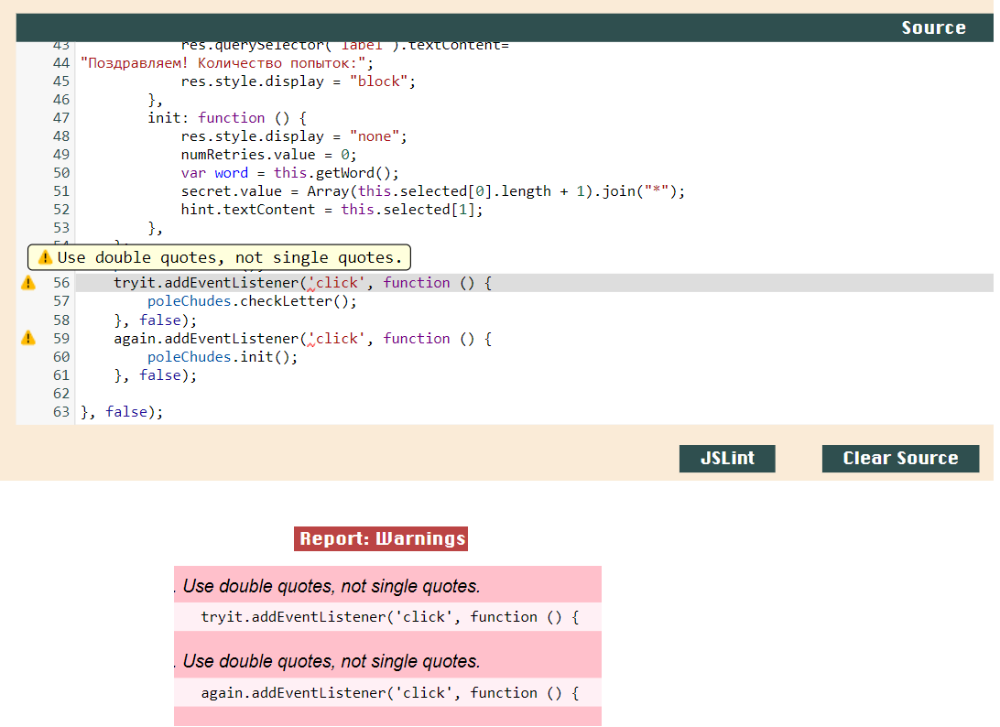 Source
43 res.querySelector("label").textContent=
44 "Поздравляем! Количество попыток:";
45 res.style.display = "block";
46 },
47 init: function () {
48 res.style.display = "none";
49 numRetries.value = 0;
50 var word = this.getWord();
51 secret.value = Array(this.selected[0].length + 1).join("*");
52 hint.textContent = this.selected[1];
53 },
Use double quotes, not single quotes.
56 tryit.addEventListener('click', function () {
57 poleChudes.checkLetter();
58 }, false);
59 again.addEventListener('click', function () {
60 poleChudes.init();
61 }, false);
62
63 }, false);
JSLint Clear Source
Report: Warnings
. Use double quotes, not single quotes.
tryit.addEventListener('click', function () {
. Use double quotes, not single quotes.
again.addEventListener('click', function () {